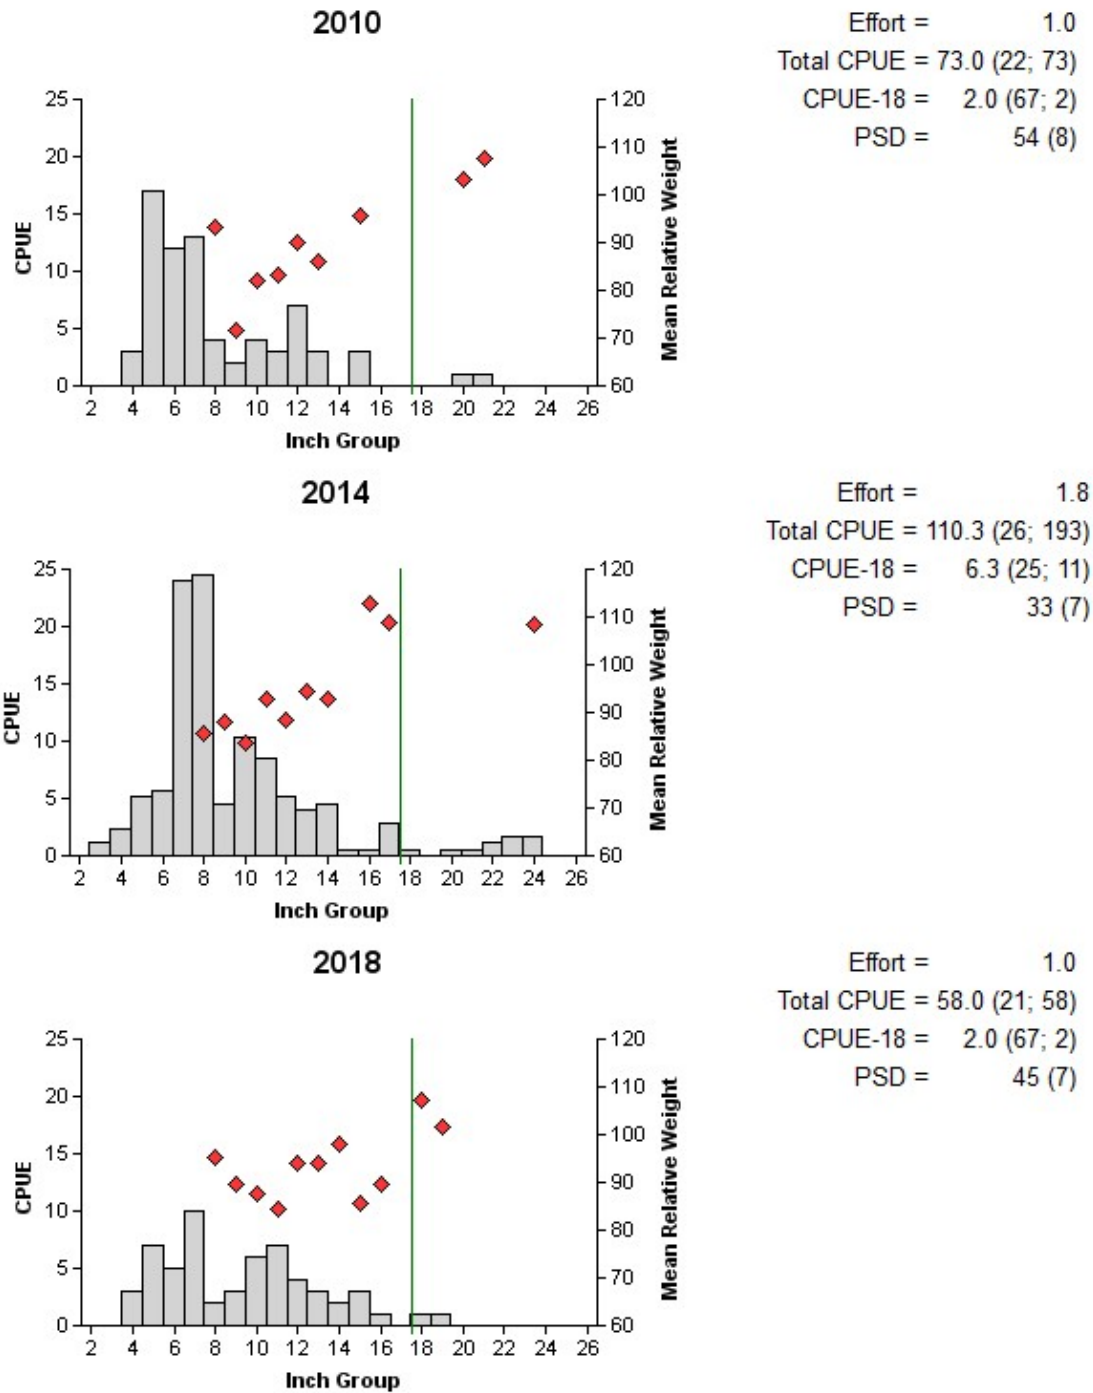 2010
Effort = 1.0
Total CPUE = 73.0 (22; 73)
CPUE-18 = 2.0 (67; 2)
PSD = 54 (8)
25
20
15
10
5
0
CPUE
120
110
100
90
80
70
60
Mean Relative Weight
2 4 6 8 10 12 14 16 18 20 22 24 26
Inch Group
2014
Effort = 1.8
Total CPUE = 110.3 (26; 193)
CPUE-18 = 6.3 (25; 11)
PSD = 33 (7)
25
20
15
10
5
0
CPUE
120
110
100
90
80
70
60
Mean Relative Weight
2 4 6 8 10 12 14 16 18 20 22 24 26
Inch Group
2018
Effort = 1.0
Total CPUE = 58.0 (21; 58)
CPUE-18 = 2.0 (67; 2)
PSD = 45 (7)
25
20
15
10
5
0
CPUE
120
110
100
90
80
70
60
Mean Relative Weight
2 4 6 8 10 12 14 16 18 20 22 24 26
Inch Group